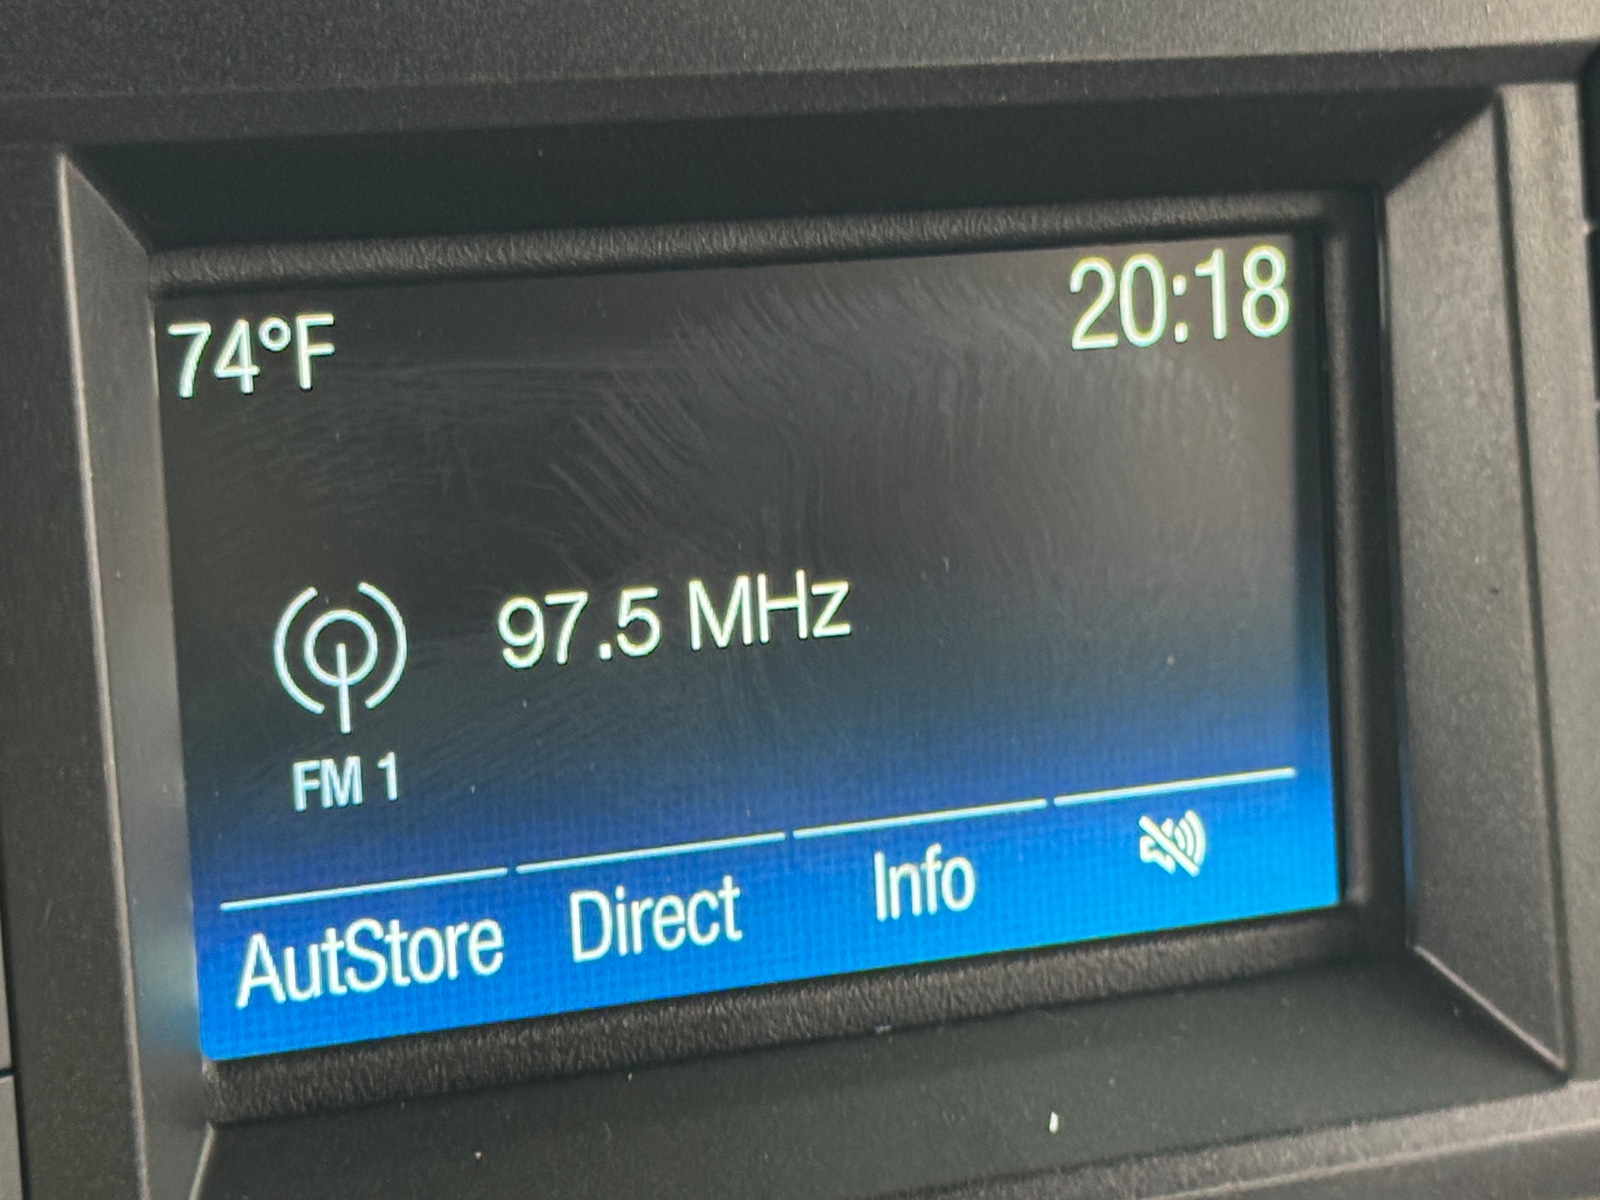 74°F
20:18
97.5 MHz
FM 1
AutStore
Direct
Info